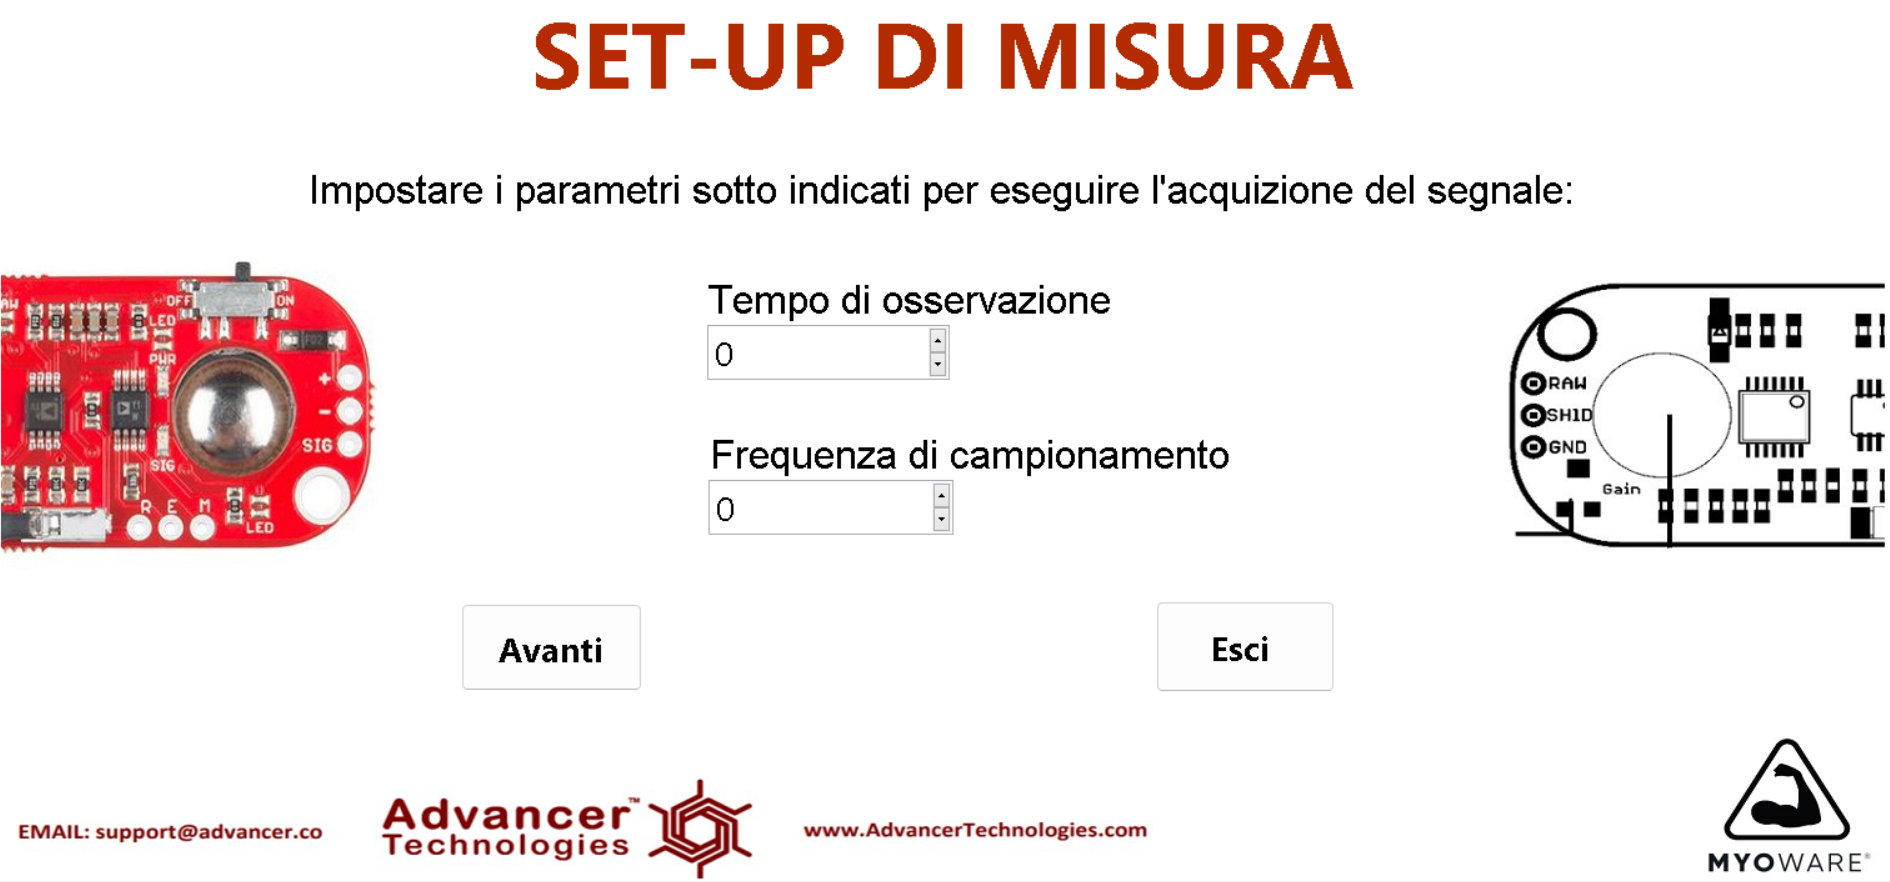 SET-UP DI MISURA
Impostare i parametri sotto indicati per eseguire l'acquizione del segnale:
OFF
ON
LED
PWR
+
-
SIG
SIG
R E M
LED
Tempo di osservazione
0
Frequenza di campionamento
0
RAW
SH1D
GND
Gain
Avanti
Esci
EMAIL: support@advancer.co
Advancer™
Technologies
www.AdvancerTechnologies.com
MYOWARE®